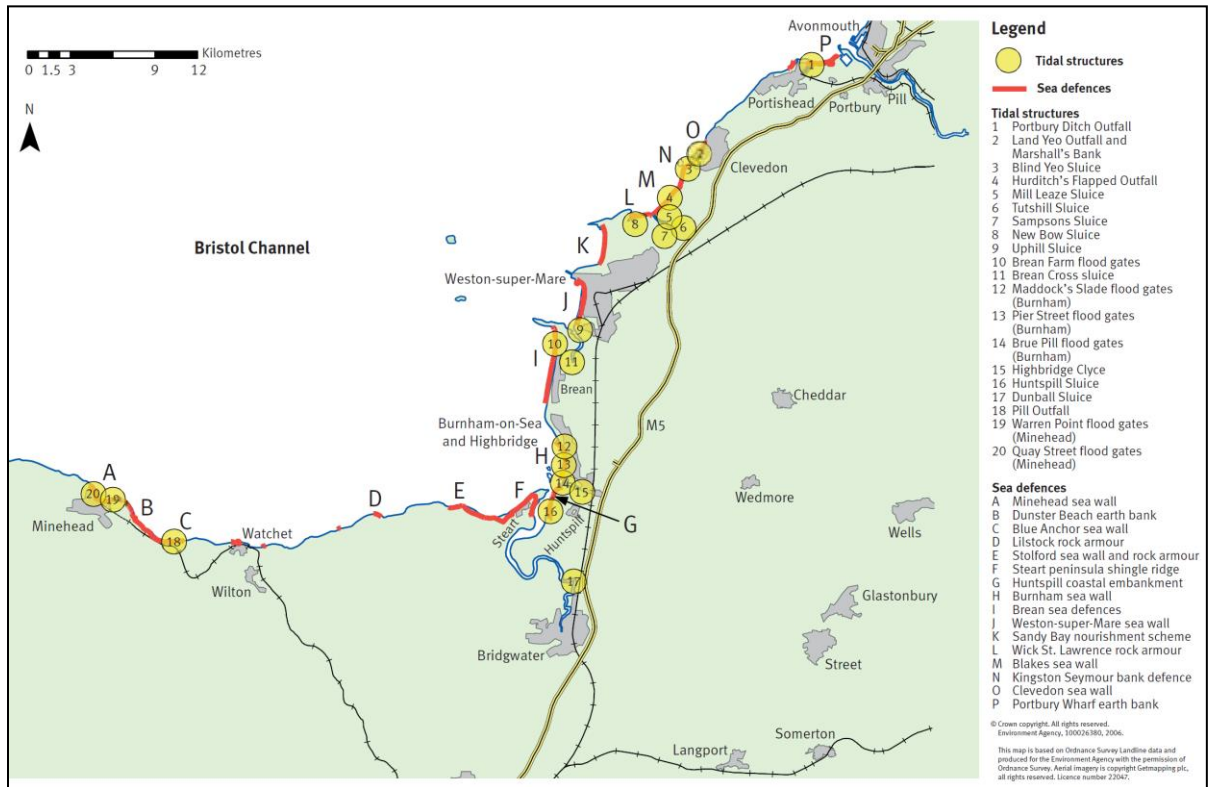 Avonmouth
P
Kilometres
0 1.5 3 9 12
1
Portishead
Portbury
Pill
N
O
2
Clevedon
N
3
M
4
L
5
8
6
7
K
Bristol Channel
Weston-super-Mare
J
9
10
I
11
Brean
Cheddar
Burnham-on-Sea
and Highbridge
M5
12
H
13
14
15
Wedmore
A
20
19
B
Minehead
C
18
Watchet
Wilton
D
E
F
Steart
16
Huntspill
G
Wells
17
Glastonbury
Street
Bridgwater
Langport
Somerton
Legend
Tidal structures
Sea defences
Tidal structures
1 Portbury Ditch Outfall
2 Land Yeo Outfall and
Marshall's Bank
3 Blind Yeo Sluice
4 Hurditch's Flapped Outfall
5 Mill Leaze Sluice
6 Tutshill Sluice
7 Sampsons Sluice
8 New Bow Sluice
9 Uphill Sluice
10 Brean Farm flood gates
11 Brean Cross sluice
12 Maddock's Slade flood gates
(Burnham)
13 Pier Street flood gates
(Burnham)
14 Brue Pill flood gates
(Burnham)
15 Highbridge Clyce
16 Huntspill Sluice
17 Dunball Sluice
18 Pill Outfall
19 Warren Point flood gates
(Minehead)
20 Quay Street flood gates
(Minehead)
Sea defences
A Minehead sea wall
B Dunster Beach earth bank
C Blue Anchor sea wall
D Lilstock rock armour
E Stolford sea wall and rock armour
F Steart peninsula shingle ridge
G Huntspill coastal embankment
H Burnham sea wall
I Brean sea defences
J Weston-super-Mare sea wall
K Sandy Bay nourishment scheme
L Wick St. Lawrence rock armour
M Blakes sea wall
N Kingston Seymour bank defence
O Clevedon sea wall
P Portbury Wharf earth bank
© Crown copyright. All rights reserved.
Environment Agency, 100026380, 2006.
This map is based on Ordnance Survey Landline data and
produced for the Environment Agency with the permission of
Ordnance Survey. Aerial imagery is copyright Getmapping plc,
all rights reserved. Licence number 22047.